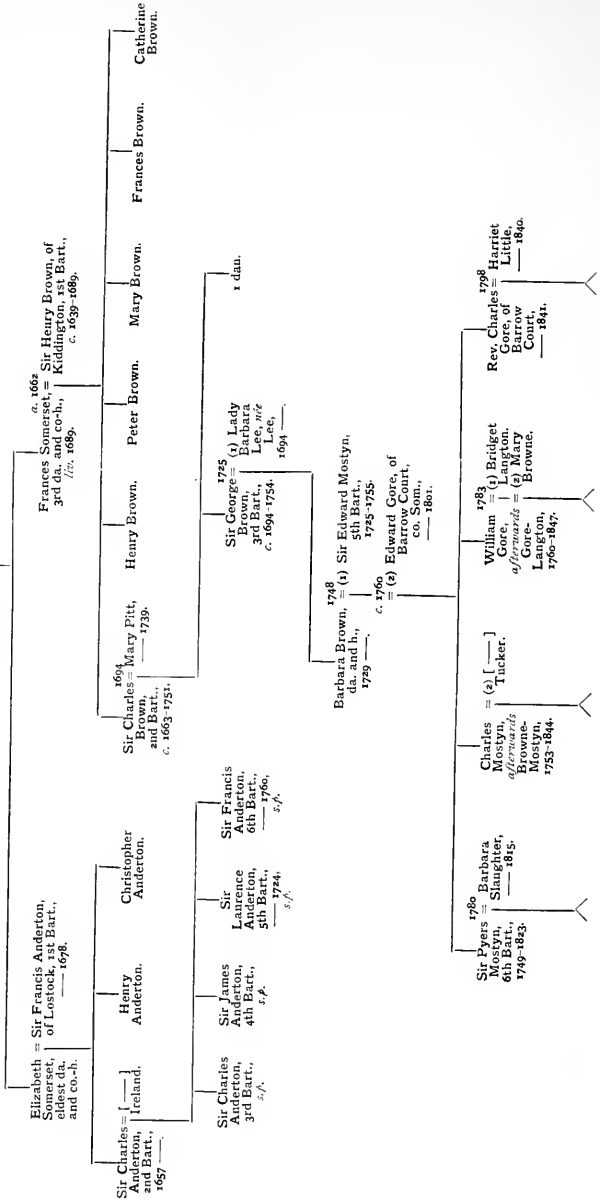 Elizabeth = Sir Francis Anderton,
Somerset, of Lostock, 1st Bart.,
eldest da. —— 1678.
and co.-h.
a. 1662
Frances Somerset, = Sir Henry Brown, of
3rd da. and co-h., Kiddington, 1st Bart.,
liv. 1689. c. 1639-1689.
Sir Charles = [ —— ]
Anderton, Ireland.
2nd Bart.,
1657 ——.
Henry
Anderton.
Christopher
Anderton.
1694
Sir Charles = Mary Pitt,
Brown, —— 1739.
2nd Bart.,
c. 1663-1751.
Henry Brown.
Peter Brown.
Mary Brown.
Frances Brown.
Catherine
Brown.
Sir Charles
Anderton,
3rd Bart.,
s.p.
Sir James
Anderton,
4th Bart.,
s.p.
Sir
Laurence
Anderton,
5th Bart.,
—— 1724,
s.p.
Sir Francis
Anderton,
6th Bart.,
—— 1760,
s.p.
1725
Sir George = (1) Lady
Brown, Barbara
3rd Bart., Lee, née
c. 1694-1754. Lee,
1694 ——.
1 dau.
1748
Barbara Brown, = (1) Sir Edward Mostyn,
da. and h., 5th Bart.,
1729 ——. 1725-1755.
c. 1760
= (2) Edward Gore, of
Barrow Court,
co. Som.,
—— 1801.
1780
Sir Pyers = Barbara
Mostyn, Slaughter,
6th Bart., —— 1815.
1749-1823.
Charles = (2) [ —— ]
Mostyn, Tucker.
afterwards
Browne-
Mostyn,
1753-1844.
1783
William = (1) Bridget
Gore, Langton.
afterwards = (2) Mary
Gore- Browne.
Langton,
1760-1847.
1798
Rev. Charles = Harriet
Gore, of Little,
Barrow —— 1840.
Court,
—— 1841.